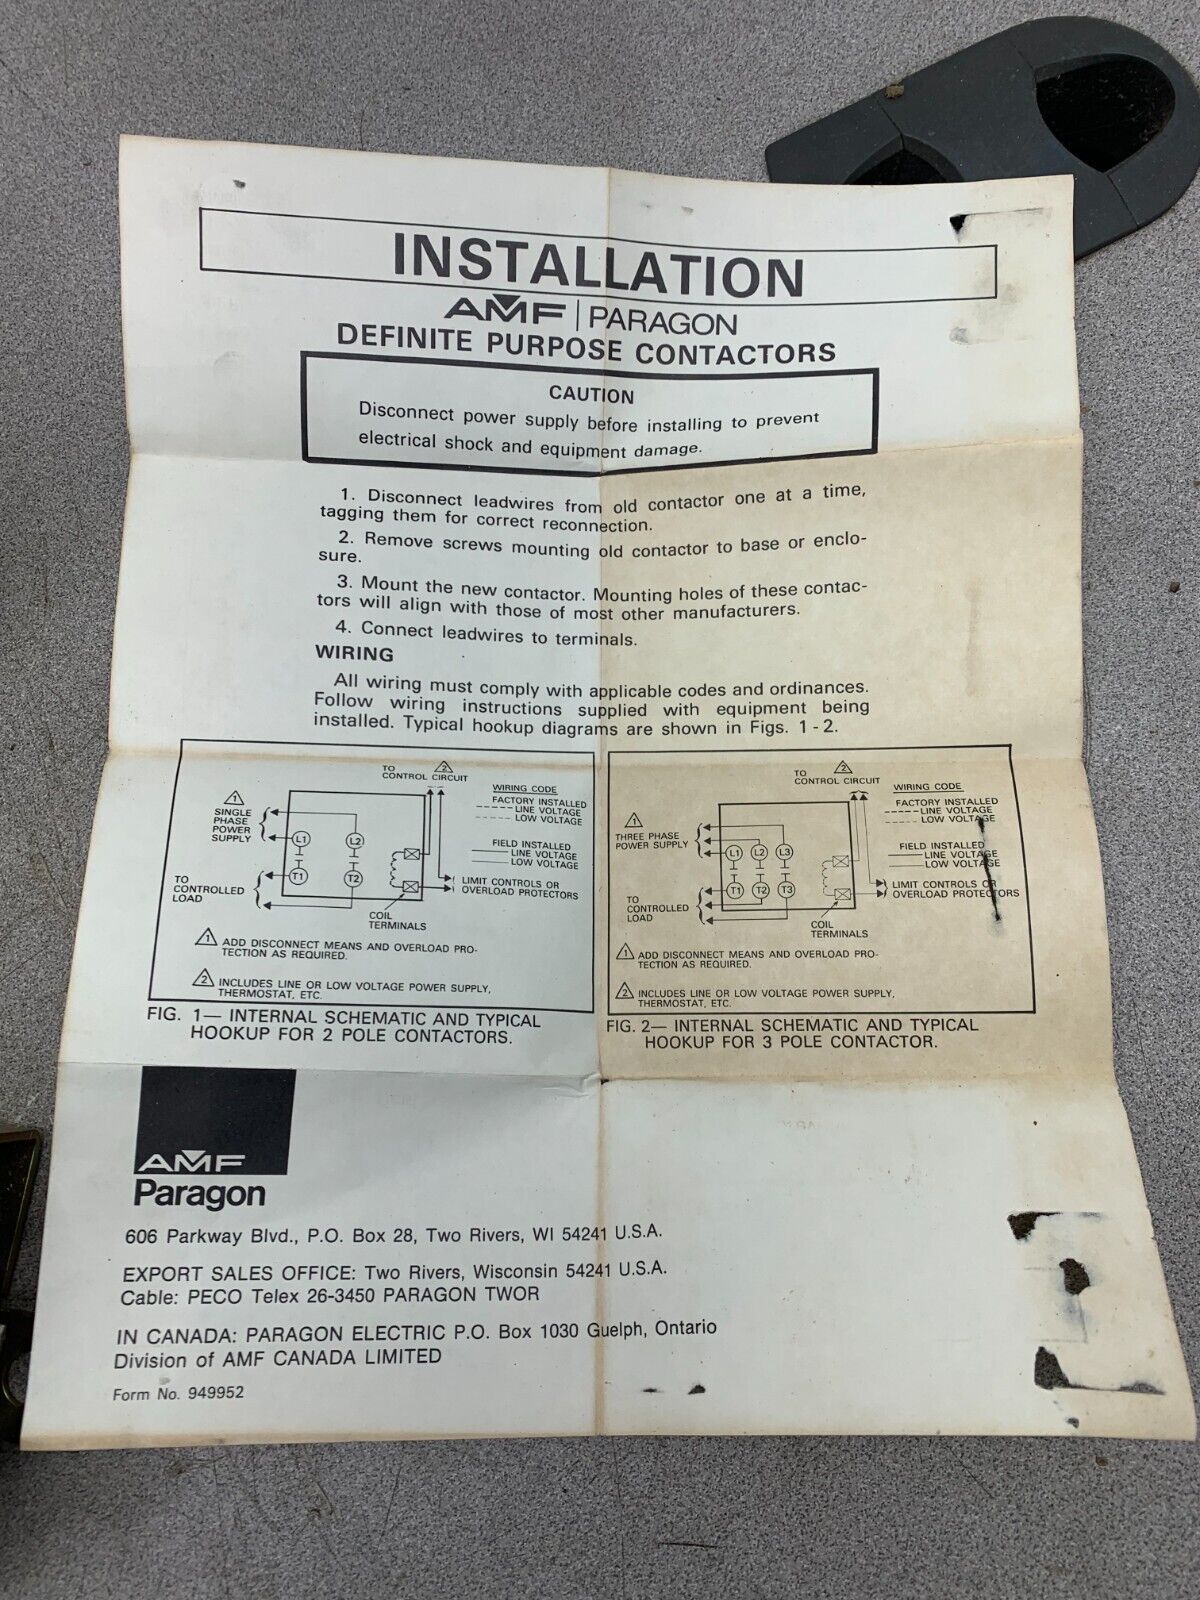 INSTALLATION
AMF | PARAGON
DEFINITE PURPOSE CONTACTORS
CAUTION
Disconnect power supply before installing to prevent
electrical shock and equipment damage.
1. Disconnect leadwires from old contactor one at a time,
tagging them for correct reconnection.
2. Remove screws mounting old contactor to base or enclo-
sure.
3. Mount the new contactor. Mounting holes of these contac-
tors will align with those of most other manufacturers.
4. Connect leadwires to terminals.
WIRING
All wiring must comply with applicable codes and ordinances.
Follow wiring instructions supplied with equipment being
installed. Typical hookup diagrams are shown in Figs. 1 - 2.
TO
CONTROL CIRCUIT
2
WIRING CODE
FACTORY INSTALLED
LINE VOLTAGE
LOW VOLTAGE
FIELD INSTALLED
LINE VOLTAGE
LOW VOLTAGE
1
SINGLE
PHASE
POWER
SUPPLY
L1
L2
T1
T2
TO
CONTROLLED
LOAD
LIMIT CONTROLS OR
OVERLOAD PROTECTORS
COIL
TERMINALS
1 ADD DISCONNECT MEANS AND OVERLOAD PRO-
TECTION AS REQUIRED.
2 INCLUDES LINE OR LOW VOLTAGE POWER SUPPLY,
THERMOSTAT, ETC.
FIG. 1— INTERNAL SCHEMATIC AND TYPICAL
HOOKUP FOR 2 POLE CONTACTORS.
TO
CONTROL CIRCUIT
2
WIRING CODE
FACTORY INSTALLED
LINE VOLTAGE
LOW VOLTAGE
FIELD INSTALLED
LINE VOLTAGE
LOW VOLTAGE
1
THREE PHASE
POWER SUPPLY
L1
L2
L3
T1
T2
T3
TO
CONTROLLED
LOAD
LIMIT CONTROLS OR
OVERLOAD PROTECTORS
COIL
TERMINALS
1 ADD DISCONNECT MEANS AND OVERLOAD PRO-
TECTION AS REQUIRED.
2 INCLUDES LINE OR LOW VOLTAGE POWER SUPPLY,
THERMOSTAT, ETC.
FIG. 2— INTERNAL SCHEMATIC AND TYPICAL
HOOKUP FOR 3 POLE CONTACTOR.
AMF
Paragon
606 Parkway Blvd., P.O. Box 28, Two Rivers, WI 54241 U.S.A.
EXPORT SALES OFFICE: Two Rivers, Wisconsin 54241 U.S.A.
Cable: PECO Telex 26-3450 PARAGON TWOR
IN CANADA: PARAGON ELECTRIC P.O. Box 1030 Guelph, Ontario
Division of AMF CANADA LIMITED
Form No. 949952